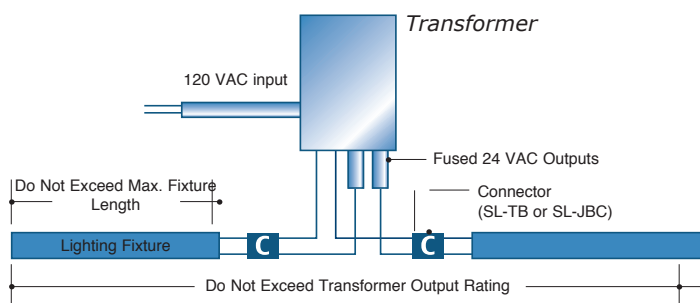 Transformer
120 VAC input
Fused 24 VAC Outputs
Do Not Exceed Max. Fixture
Length
Connector
(SL-TB or SL-JBC)
Lighting Fixture
C
C
Do Not Exceed Transformer Output Rating